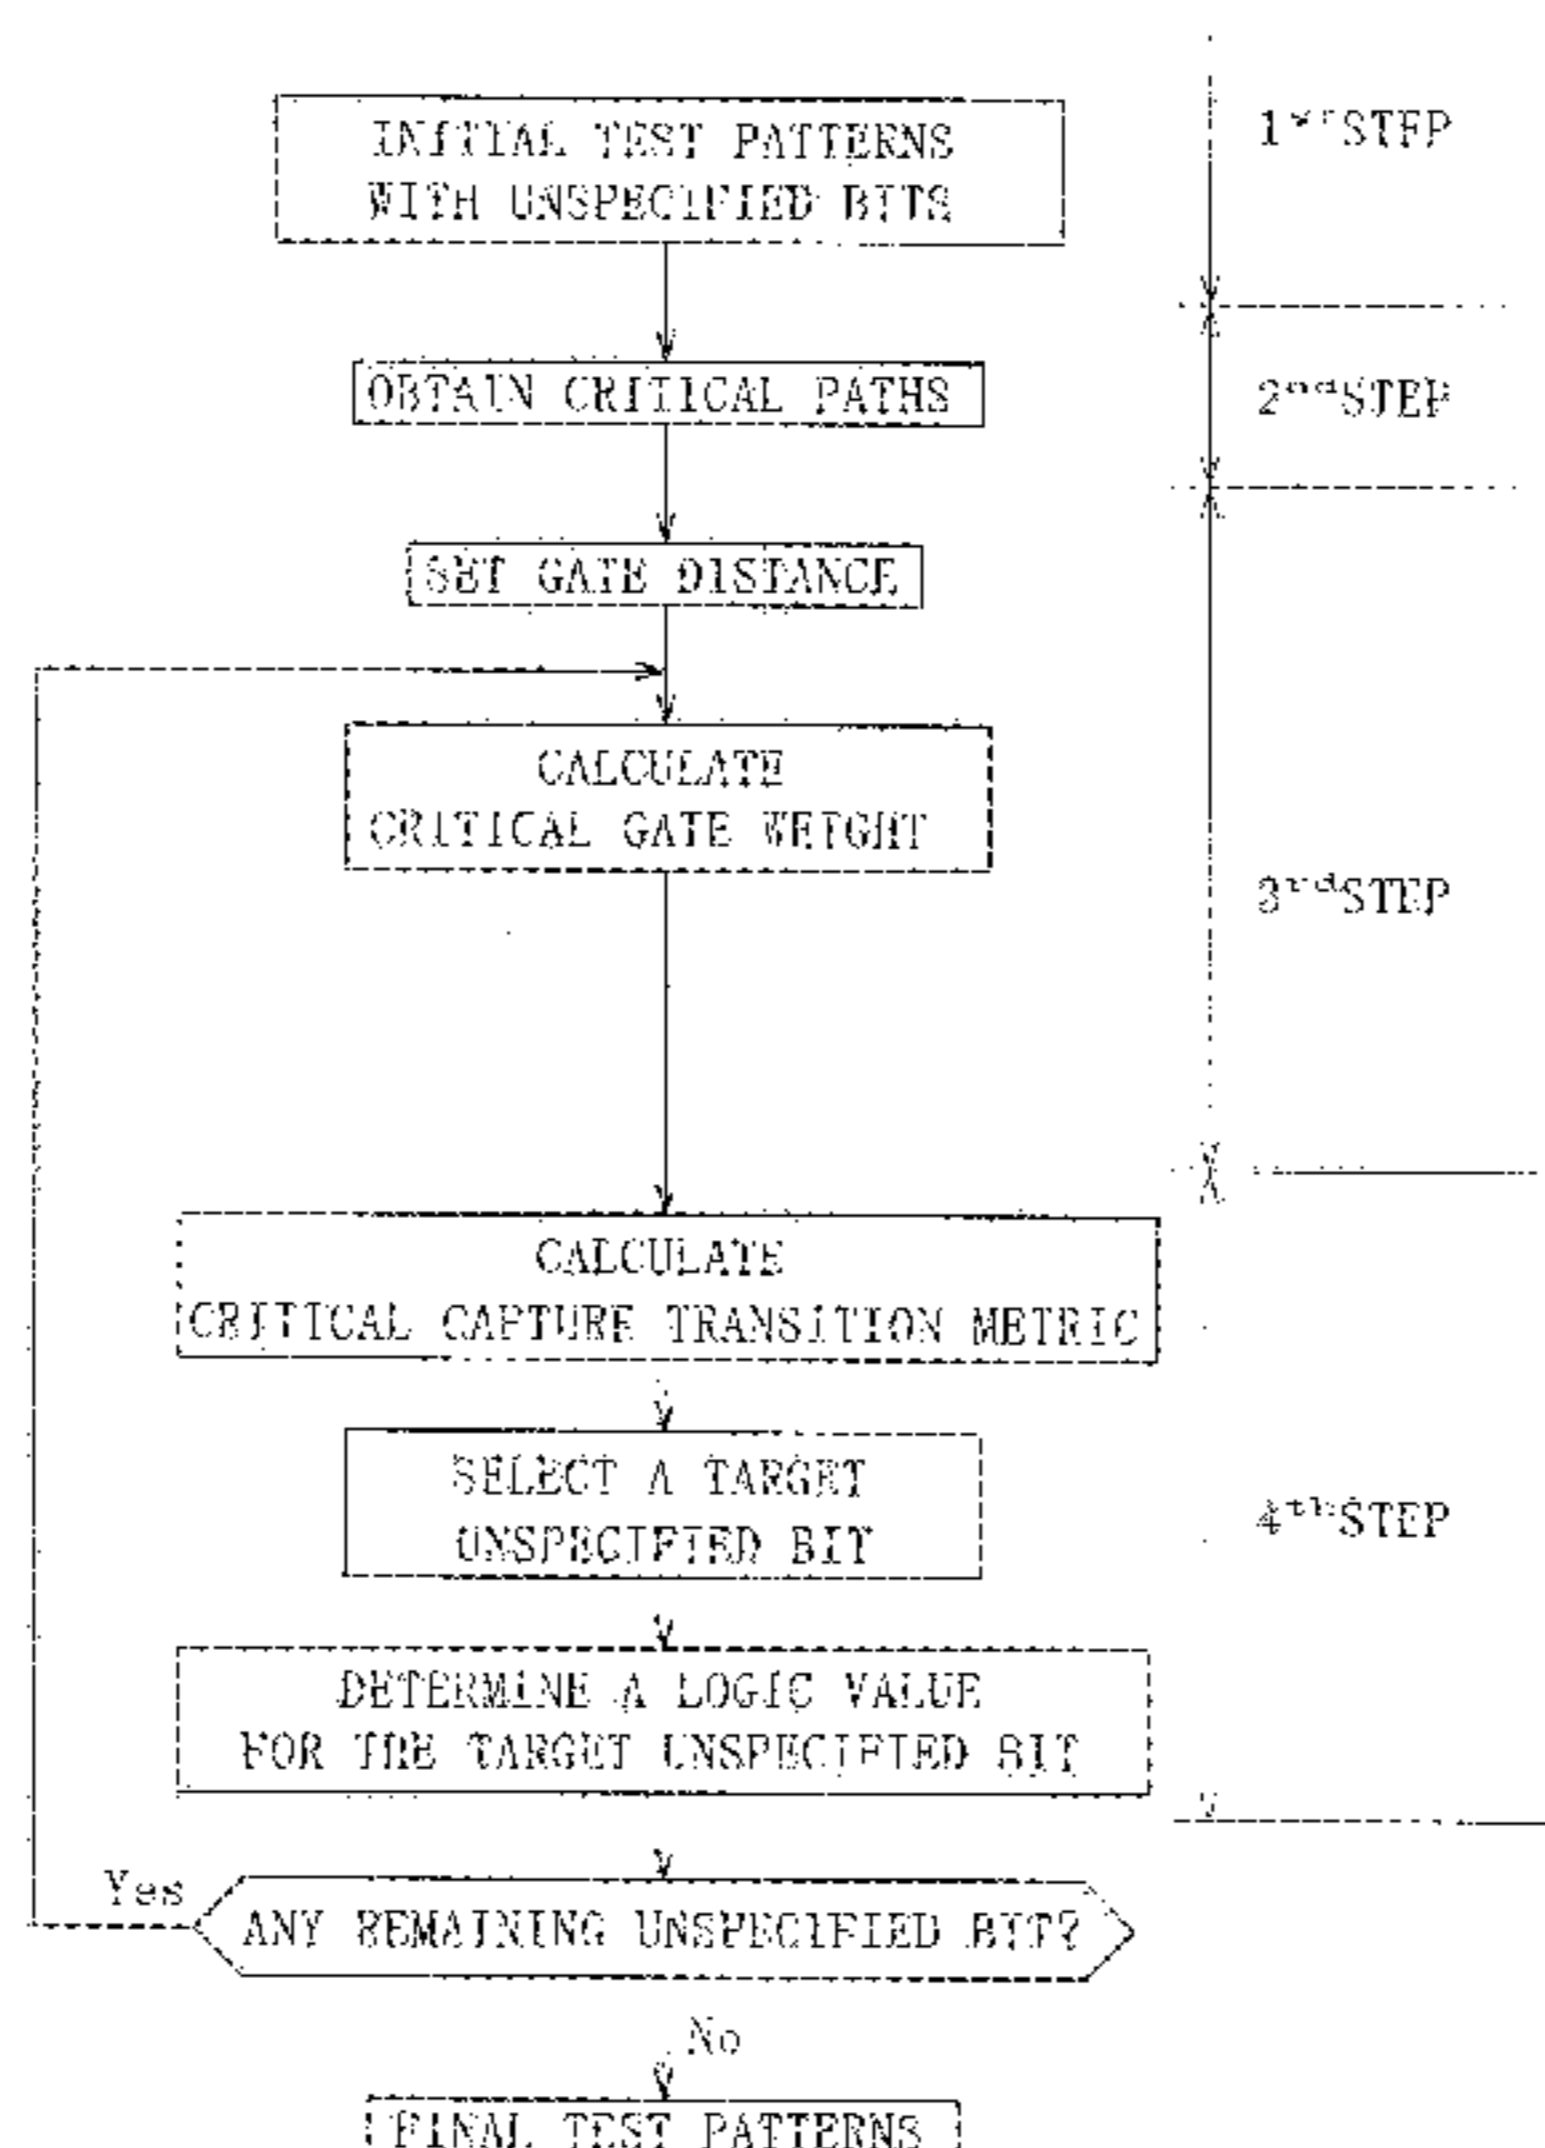 INITIAL TEST PATTERNS
WITH UNSPECIFIED BITS
1st STEP
OBTAIN CRITICAL PATHS
2nd STEP
SET GATE DISTANCE
CALCULATE
CRITICAL GATE WEIGHT
3rd STEP
CALCULATE
CRITICAL CAPTURE TRANSITION METRIC
SELECT A TARGET
UNSPECIFIED BIT
4th STEP
DETERMINE A LOGIC VALUE
FOR THE TARGET UNSPECIFIED BIT
Yes
ANY REMAINING UNSPECIFIED BIT?
No
FINAL TEST PATTERNS